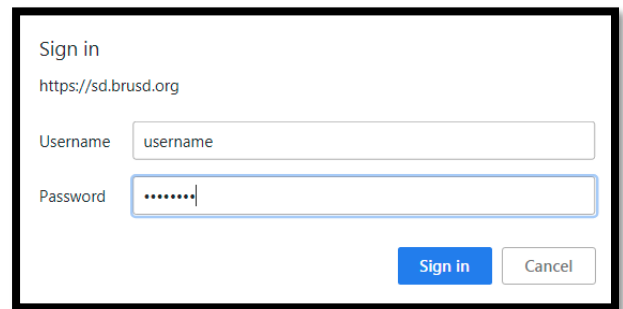 Sign in
https://sd.brusd.org
Username username
Password ••••••••
Sign in Cancel